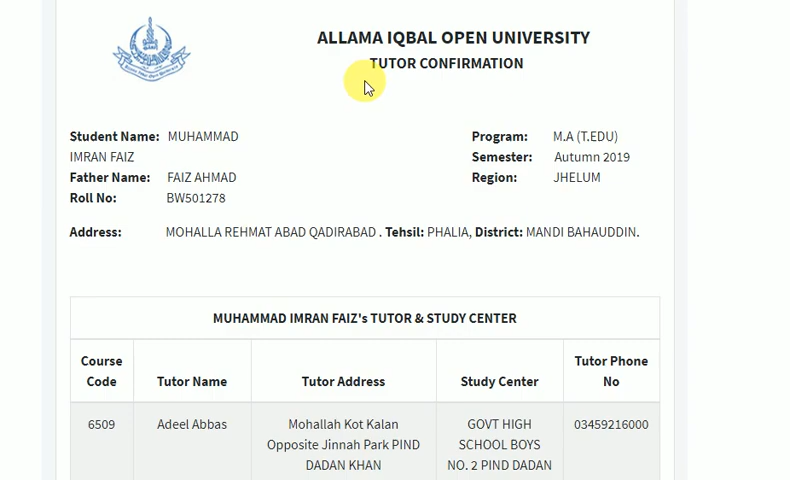 ALLAMA IQBAL OPEN UNIVERSITY
TUTOR CONFIRMATION
Student Name: MUHAMMAD
IMRAN FAIZ
Father Name: FAIZ AHMAD
Roll No: BW501278
Program: M.A (T.EDU)
Semester: Autumn 2019
Region: JHELUM
Address: MOHALLA REHMAT ABAD QADIRABAD . Tehsil: PHALIA, District: MANDI BAHAUDDIN.
MUHAMMAD IMRAN FAIZ's TUTOR & STUDY CENTER
Course
Code
Tutor Name
Tutor Address
Study Center
Tutor Phone
No
6509
Adeel Abbas
Mohallah Kot Kalan
Opposite Jinnah Park PIND
DADAN KHAN
GOVT HIGH
SCHOOL BOYS
NO. 2 PIND DADAN
03459216000